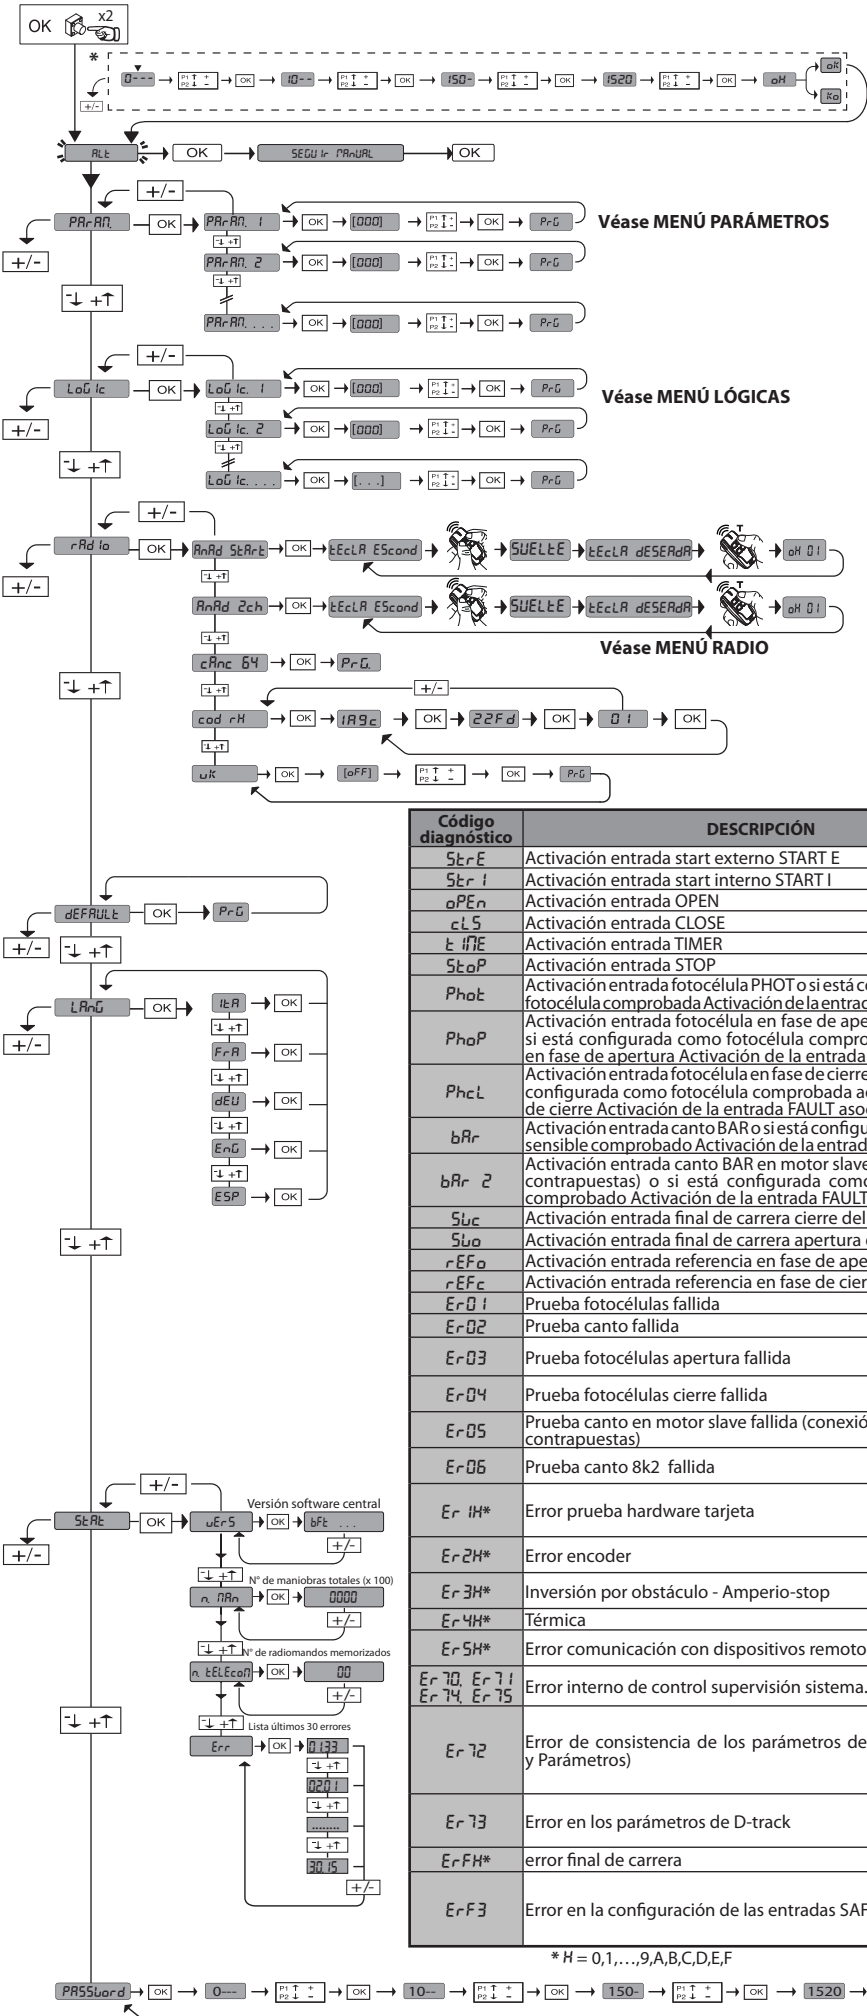 OK x2
*
0--- P1 ↑ + P2 ↓ - OK 10-- P1 ↑ + P2 ↓ - OK 150- P1 ↑ + P2 ↓ - OK 1520 P1 ↑ + P2 ↓ - OK oH ok
+/- Ko
ALt OK SEGUIr MAnUAL OK
+/-
PArAM. OK PArAM. 1 OK [000] P1 ↑ + P2 ↓ - OK PrG Véase MENÚ PARÁMETROS
-↓ +↑
+/- PArAM. 2 OK [000] P1 ↑ + P2 ↓ - OK PrG
-↓ +↑
-↓ +↑
PArAM. ... OK [000] P1 ↑ + P2 ↓ - OK PrG
+/-
LoGIc OK LoGIc. 1 OK [000] P1 ↑ + P2 ↓ - OK PrG Véase MENÚ LÓGICAS
-↓ +↑
+/- LoGIc. 2 OK [000] P1 ↑ + P2 ↓ - OK PrG
-↓ +↑
-↓ +↑
LoGIc. ... OK [...] P1 ↑ + P2 ↓ - OK PrG
+/-
rAdIo OK AnAd StArt OK tEcLA EScond SUELtE tEcLA dESEAdA T oH 01
-↓ +↑
+/- AnAd 2ch OK tEcLA EScond SUELtE tEcLA dESEAdA T oH 01
-↓ +↑
Véase MENÚ RADIO
cAnc 64 OK PrG.
-↓ +↑
-↓ +↑ +/-
cod rH OK 1A9c OK 22Fd OK 01 OK
-↓ +↑
uK OK [oFF] P1 ↑ + P2 ↓ - OK PrG
Código diagnóstico DESCRIPCIÓN
StrE Activación entrada start externo START E
Str1 Activación entrada start interno START I
oPEn Activación entrada OPEN
cLS Activación entrada CLOSE
tIME Activación entrada TIMER
StoP Activación entrada STOP
Phot Activación entrada fotocélula PHOT o si está co
fotocélula comprobada Activación de la entrad
PhoP Activación entrada fotocélula en fase de ape
si está configurada como fotocélula compro
en fase de apertura Activación de la entrada
PhcL Activación entrada fotocélula en fase de cierre
configurada como fotocélula comprobada a
de cierre Activación de la entrada FAULT aso
bAr Activación entrada canto BAR o si está configu
sensible comprobado Activación de la entrad
bAr 2 Activación entrada canto BAR en motor slave
contrapuestas) o si está configurada como
comprobado Activación de la entrada FAULT
SWc Activación entrada final de carrera cierre del
SWo Activación entrada final de carrera apertura
rEFo Activación entrada referencia en fase de ape
rEFc Activación entrada referencia en fase de cier
Er01 Prueba fotocélulas fallida
Er02 Prueba canto fallida
Er03 Prueba fotocélulas apertura fallida
Er04 Prueba fotocélulas cierre fallida
Er05 Prueba canto en motor slave fallida (conexió
contrapuestas)
Er06 Prueba canto 8k2 fallida
Er1H* Error prueba hardware tarjeta
Er2H* Error encoder
Er3H* Inversión por obstáculo - Amperio-stop
Er4H* Térmica
Er5H* Error comunicación con dispositivos remoto
Er70, Er71
Er74, Er75 Error interno de control supervisión sistema.
Er72 Error de consistencia de los parámetros de
y Parámetros)
Er73 Error en los parámetros de D-track
ErFH* error final de carrera
ErF3 Error en la configuración de las entradas SAF
* H = 0,1,…,9,A,B,C,D,E,F
dEFAULt OK PrG
+/- -↓ +↑
LAnG OK ItA OK
-↓ +↑
+/- FrA OK
-↓ +↑
dEU OK
-↓ +↑
EnG OK
-↓ +↑
ESP OK
-↓ +↑
+/-
Versión software central
StAt OK vErS OK bFt ...
+/- +/-
-↓ +↑
N° de maniobras totales (x 100)
n. MAn OK 0000
+/-
-↓ +↑
N° de radiomandos memorizados
n. tELEcoM OK 00
+/-
-↓ +↑ -↓ +↑
Lista últimos 30 errores
Err OK 01.33
-↓ +↑
02.01
-↓ +↑
........
-↓ +↑
30.15
+/-
PASSword OK 0--- P1 ↑ + P2 ↓ - OK 10-- P1 ↑ + P2 ↓ - OK 150- P1 ↑ + P2 ↓ - OK 1520